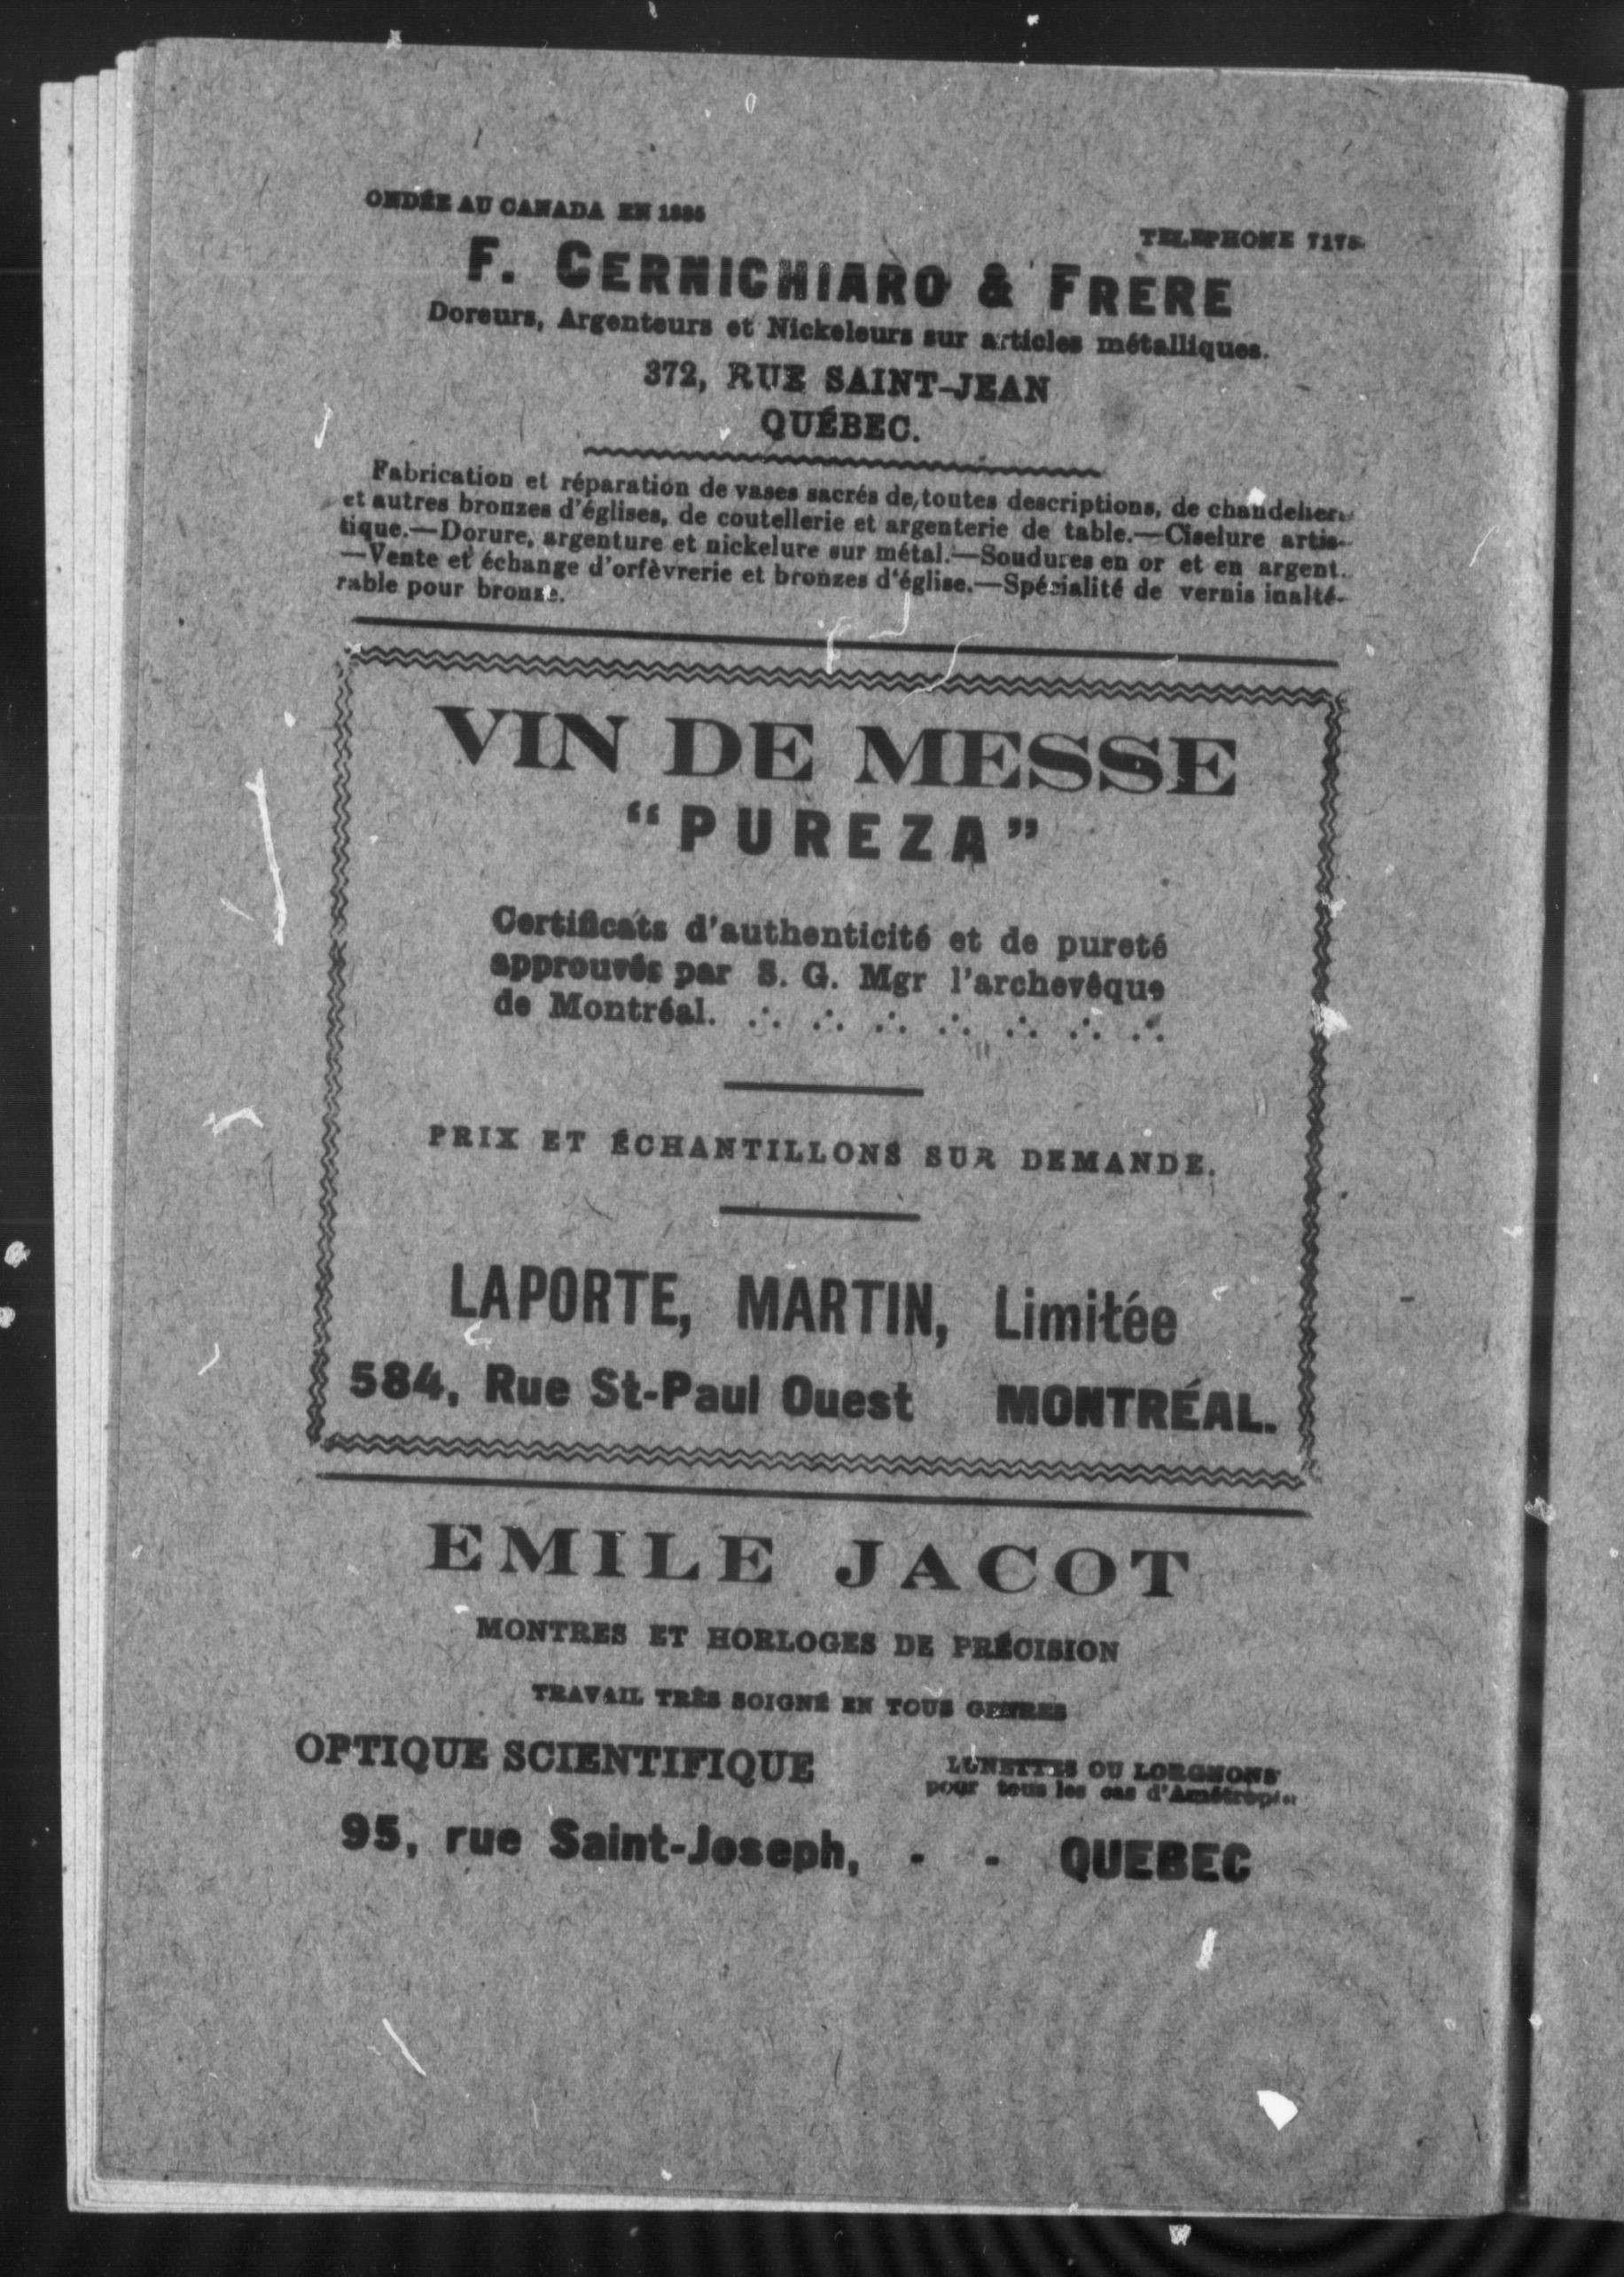 ONDÉE AU CANADA EN
TELEPHONE
F. CERNICHIARO & FRERE
Doreurs, Argenteurs et Nickeleurs sur articles métalliques.
372, RUE SAINT-JEAN
QUÉBEC.
Fabrication et réparation de vases sacrés de toutes descriptions, de chandeliers
et autres bronzes d'églises, de coutellerie et argenterie de table.—Ciselure artis-
tique.—Dorure, argenture et nickelure sur métal.—Soudures en or et en argent.
—Vente et échange d'orfèvrerie et bronzes d'église.—Spécialité de vernis inalté-
rable pour bronze.
VIN DE MESSE
“PUREZA”
Certificats d'authenticité et de pureté
approuvés par S. G. Mgr l'archevêque
de Montréal. ∴ ∴ ∴ ∴ ∴ ∴ ∴
PRIX ET ÉCHANTILLONS SUR DEMANDE.
LAPORTE, MARTIN, Limitée
584, Rue St-Paul Ouest MONTRÉAL.
EMILE JACOT
MONTRES ET HORLOGES DE PRÉCISION
TRAVAIL TRÈS SOIGNÉ EN TOUS GENRES
OPTIQUE SCIENTIFIQUE
LUNETTES OU LORGNONS
pour tous les cas d'Amétropies
95, rue Saint-Joseph, - - QUEBEC